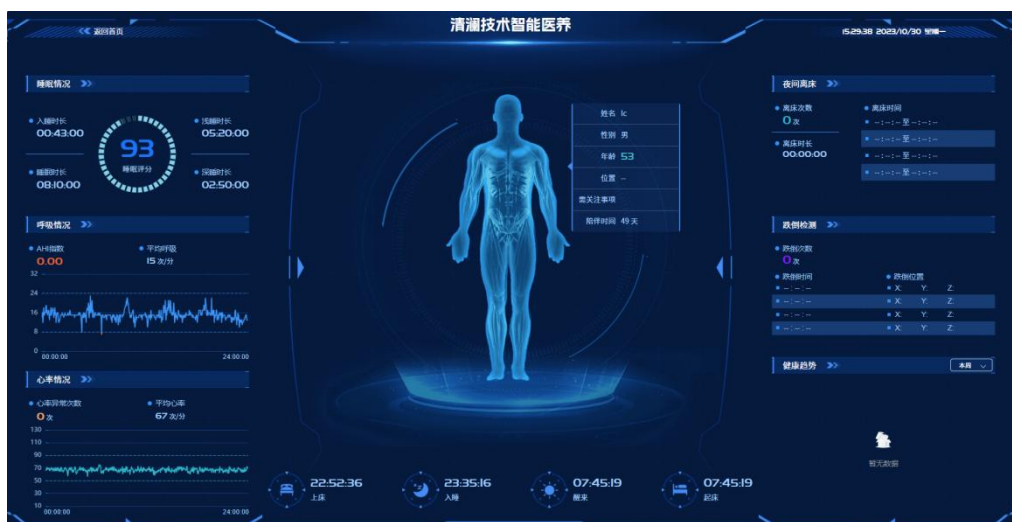 返回首页
清澜技术智能医养
15:29:38 2023/10/30 星期一
睡眠情况
入睡时长
00:43:00
浅睡时长
05:20:00
93
睡眠评分
睡眠时长
08:10:00
深睡时长
02:50:00
呼吸情况
AHI指数
0.00
平均呼吸
15 次/分
32
24
16
8
0
00:00:00
24:00:00
心率情况
心率异常次数
0 次
平均心率
67 次/分
130
110
90
70
50
30
10
00:00:00
24:00:00
姓名 lc
性别 男
年龄 53
位置 --
需关注事项
陪伴时间 49 天
22:52:36
上床
23:35:16
入睡
07:45:19
醒来
07:45:19
起床
夜间离床
离床次数
0 次
离床时长
00:00:00
离床时间
--:--:-- 至 --:--:--
--:--:-- 至 --:--:--
--:--:-- 至 --:--:--
--:--:-- 至 --:--:--
跌倒检测
跌倒次数
0 次
跌倒时间 跌倒位置
--:--:-- X: Y: Z:
--:--:-- X: Y: Z:
--:--:-- X: Y: Z:
--:--:-- X: Y: Z:
健康趋势
本周
暂无数据